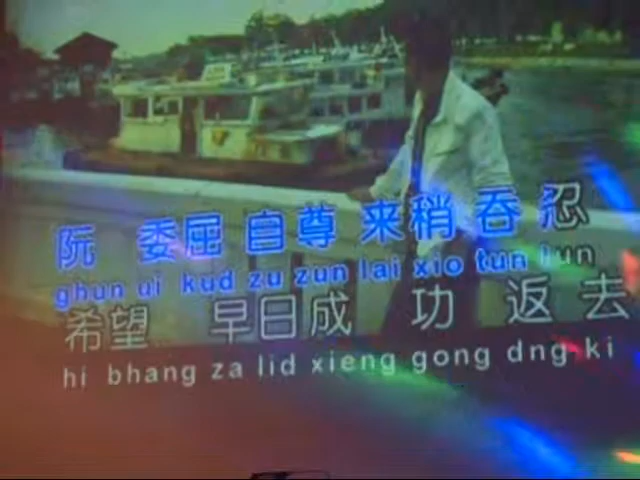 阮 委屈 自尊 来稍 吞 忍
ghun ui kud zu zun lai xio tun lun
希望 早日成 功 返 去
hi bhang za lid xieng gong dng ki